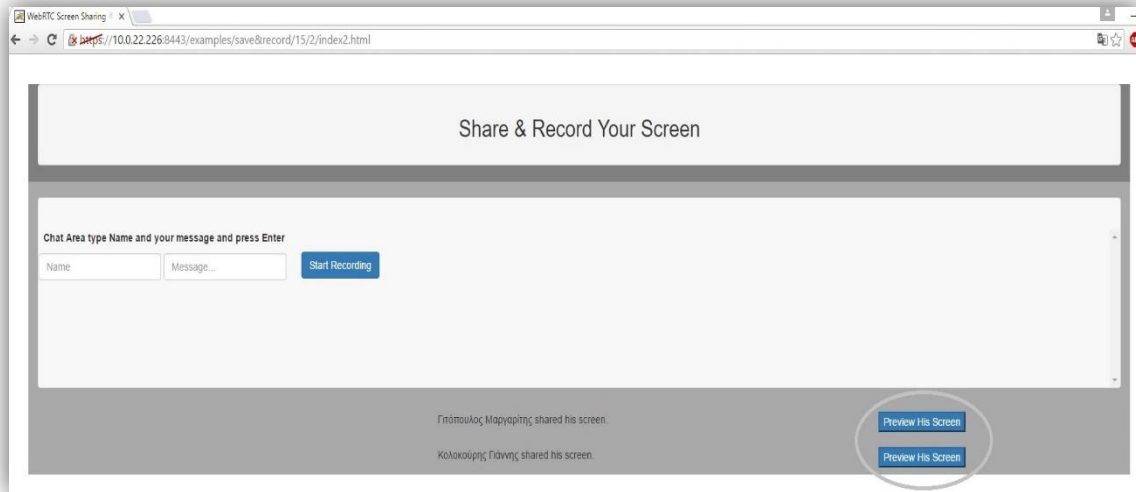 WebRTC Screen Sharing
https://10.0.22.226:8443/examples/save&record/15/2/index2.html
Share & Record Your Screen
Chat Area type Name and your message and press Enter
Name Message... Start Recording
Γιτόπουλος Μαργαρίτης shared his screen. Preview His Screen
Κολοκούρης Γιάννης shared his screen. Preview His Screen